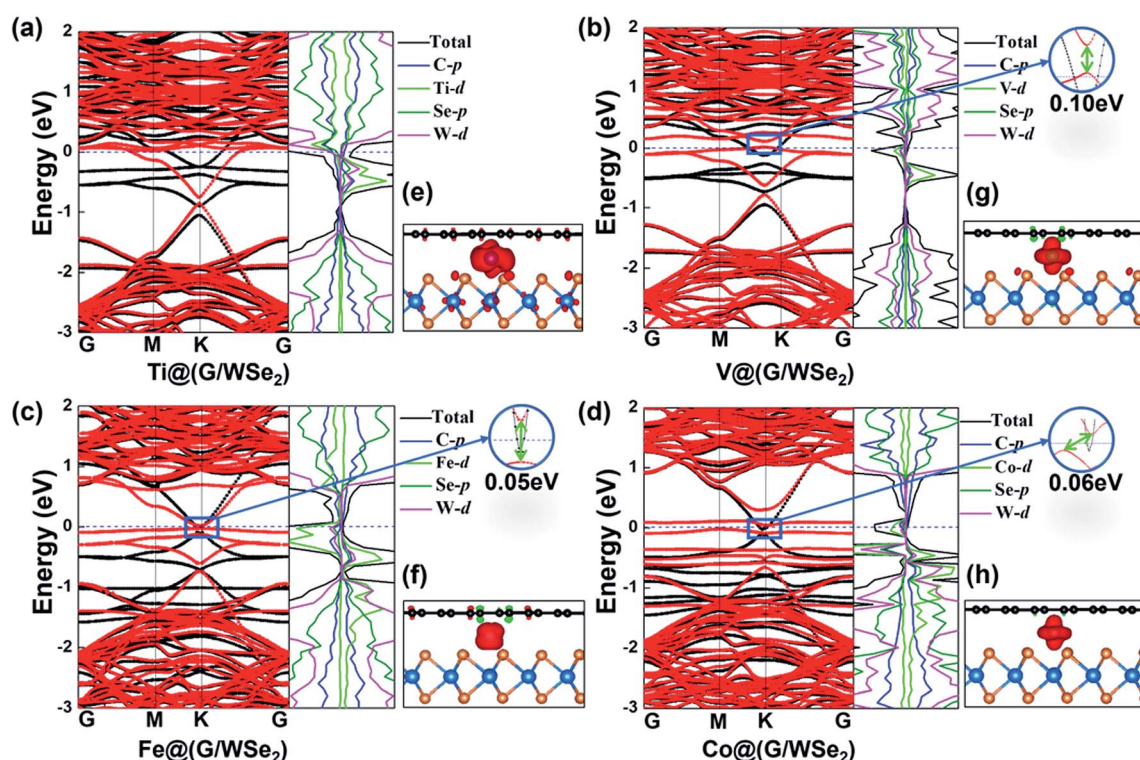 (a)
Energy (eV)
2
1
0
-1
-2
-3
G M K G
Ti@(G/WSe₂)
Total
C-p
Ti-d
Se-p
W-d
(e)
(b)
Energy (eV)
2
1
0
-1
-2
-3
G M K G
V@(G/WSe₂)
Total
C-p
V-d
Se-p
W-d
0.10eV
(g)
(c)
Energy (eV)
2
1
0
-1
-2
-3
G M K G
Fe@(G/WSe₂)
Total
C-p
Fe-d
Se-p
W-d
0.05eV
(f)
(d)
Energy (eV)
2
1
0
-1
-2
-3
G M K G
Co@(G/WSe₂)
Total
C-p
Co-d
Se-p
W-d
0.06eV
(h)